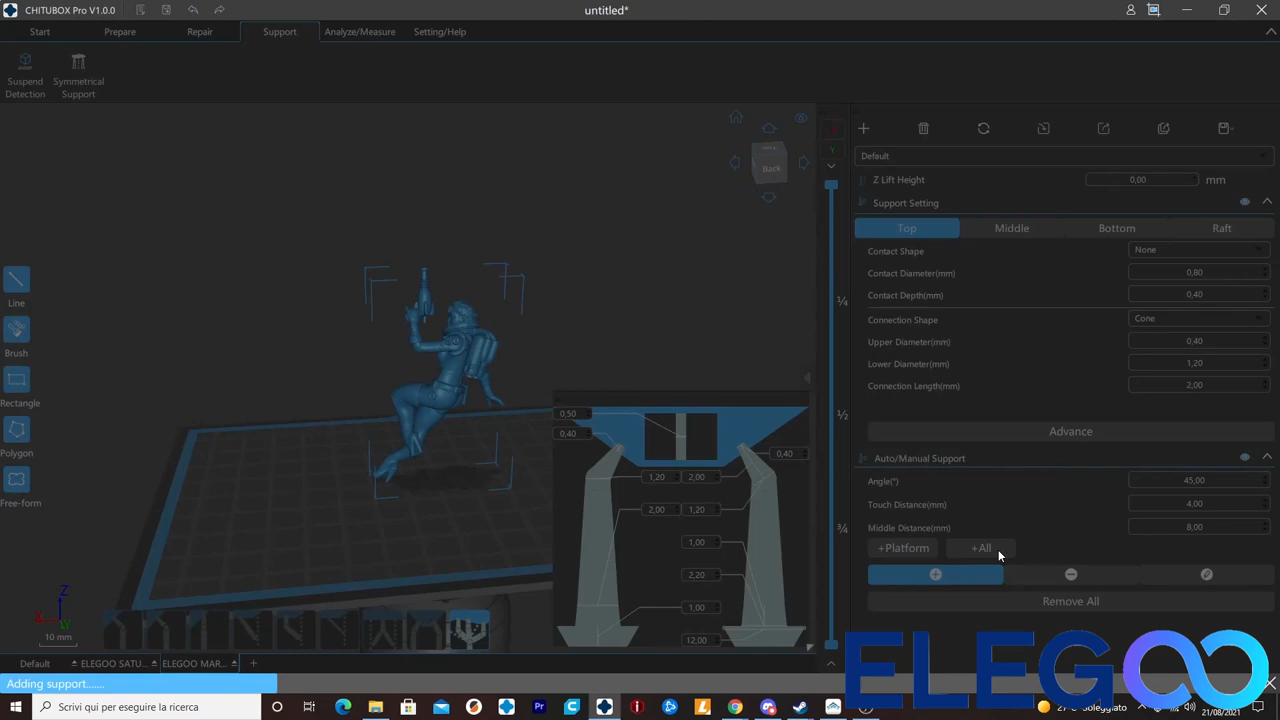 CHITUBOX Pro V1.0.0
untitled*
Start Prepare Repair Support Analyze/Measure Setting/Help
Suspend Detection
Symmetrical Support
Back
Line
Brush
Rectangle
Polygon
Free-form
Default
Z Lift Height 0,00 mm
Support Setting
Top Middle Bottom Raft
Contact Shape None
Contact Diameter(mm) 0,80
Contact Depth(mm) 0,40
Connection Shape Cone
Upper Diameter(mm) 0,40
Lower Diameter(mm) 1,20
Connection Length(mm) 2,00
Advance
Auto/Manual Support
Angle(°) 45,00
Touch Distance(mm) 4,00
Middle Distance(mm) 8,00
+Platform +All
Remove All
0,50
0,40
0,40
1,20 2,00
2,00 1,20
1,00
2,20
1,00
12,00
¼
½
¾
Z
X
Y
10 mm
Default ELEGOO SATU... ELEGOO MAR... +
Adding support......
ELEGOO
Scrivi qui per eseguire la ricerca
21/08/2021